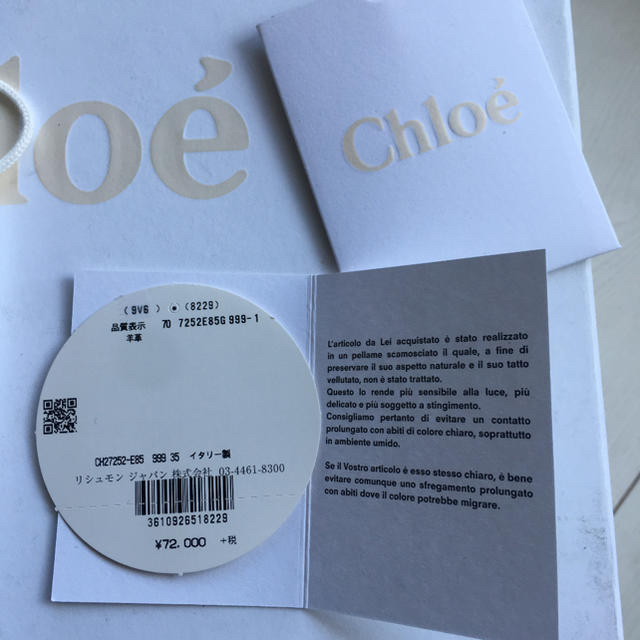 hloé
Chloé
( 9V6 ) (8229)
品質表示 70 7252E85G 999-1
羊革
CH27252-E85 999 35 イタリー製
リシュモン ジャパン 株式会社 03-4461-8300
3610926518229
¥72,000 +税
L'articolo da Lei acquistato è stato realizzato
in un pellame scamosciato il quale, a fine di
preservare il suo aspetto naturale e il suo tatto
vellutato, non è stato trattato.
Questo lo rende più sensibile alla luce, più
delicato e più soggetto a stingimento.
Consigliamo pertanto di evitare un contatto
prolungato con abiti di colore chiaro, soprattutto
in ambiente umido.
Se il Vostro articolo è esso stesso chiaro, è bene
evitare comunque uno sfregamento prolungato
con abiti dove il colore potrebbe migrare.